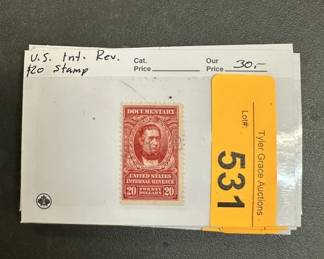 U.S. Int. Rev.
$20 Stamp
Cat.
Price
Our
Price 30,-
DOCUMENTARY
UNITED STATES
INTERNAL REVENUE
20 TWENTY 20
DOLLARS
Tyler Grace Auctions
Lot#:
531